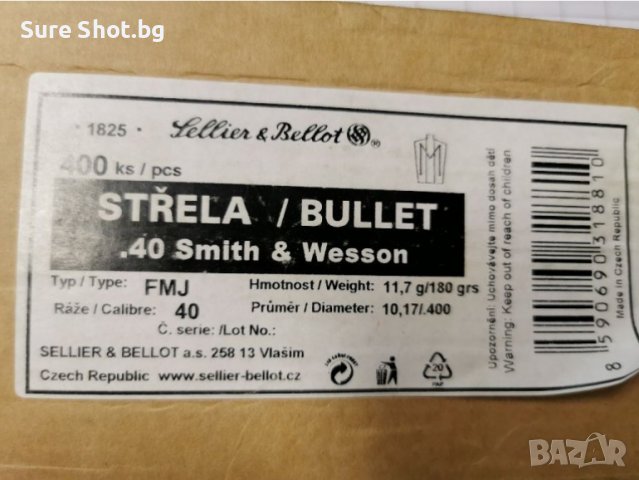 Sure Shot.bg
· 1825 · Sellier & Bellot S&B ®
400 ks / pcs
STŘELA / BULLET
.40 Smith & Wesson
Typ / Type: FMJ Hmotnost / Weight: 11,7 g/180 grs
Ráže / Calibre: 40 Průměr / Diameter: 10,17/.400
Č. serie: /Lot No.:
SELLIER & BELLOT a.s. 258 13 Vlašim
Czech Republic www.sellier-bellot.cz
20
PAP
Upozornění: Uchovávejte mimo dosah dětí
Warning: Keep out of reach of children
8 590690 318810
Made in Czech Republic
BAZAR